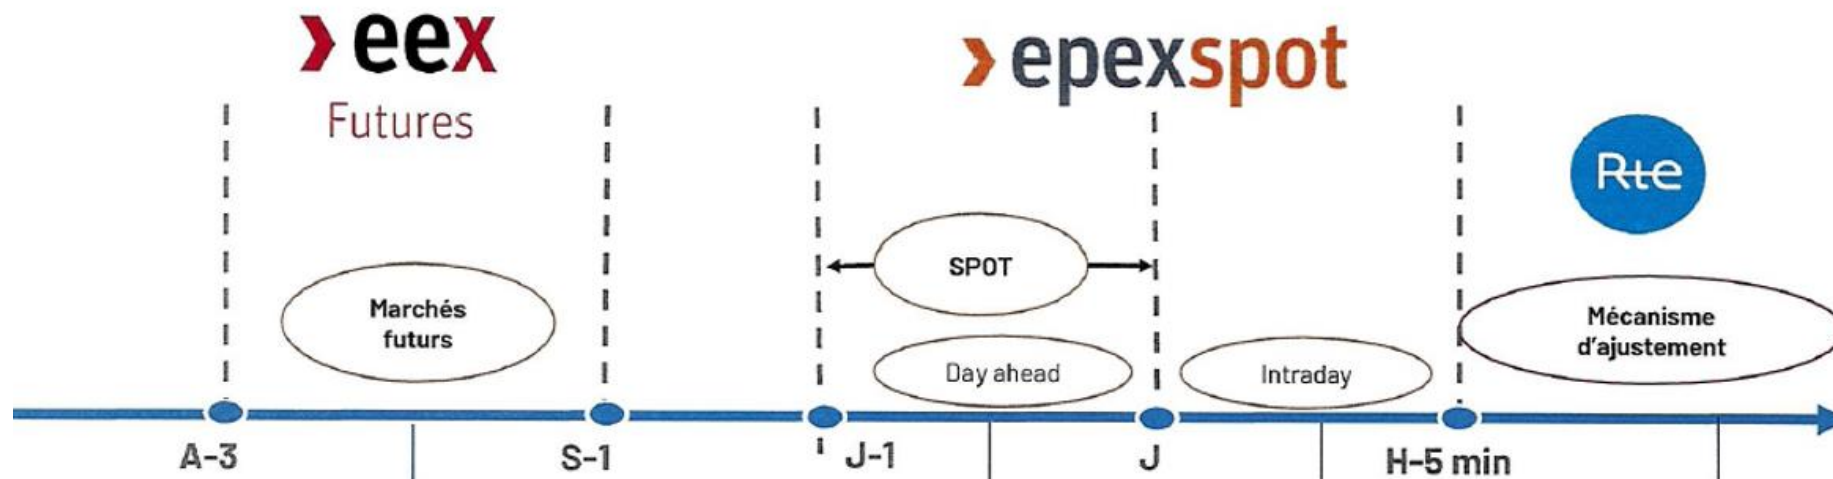 eex
Futures
epexspot
Rte
SPOT
Marchés
futurs
Mécanisme
d'ajustement
Day ahead
Intraday
A-3
S-1
J-1
J
H-5 min